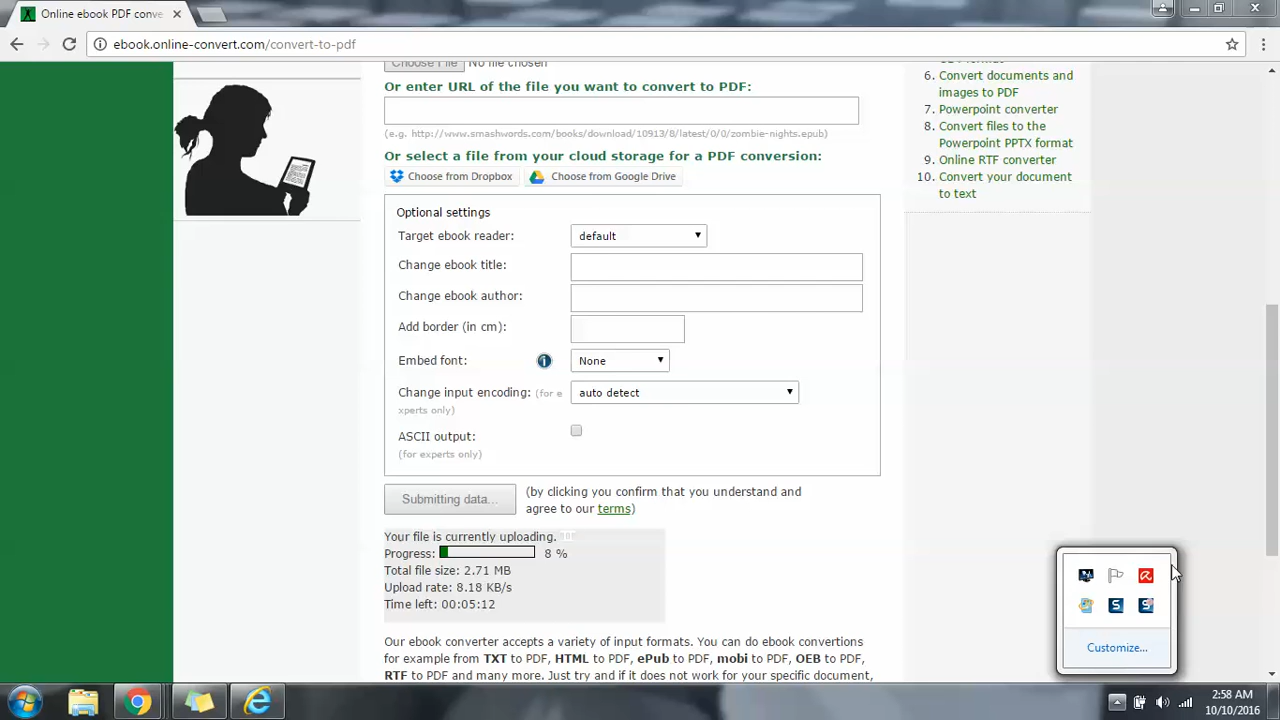 Online ebook PDF conve
ebook.online-convert.com/convert-to-pdf
Choose File No file chosen
Or enter URL of the file you want to convert to PDF:
(e.g. http://www.smashwords.com/books/download/10913/8/latest/0/0/zombie-nights.epub)
Or select a file from your cloud storage for a PDF conversion:
Choose from Dropbox Choose from Google Drive
Optional settings
Target ebook reader: default
Change ebook title:
Change ebook author:
Add border (in cm):
Embed font: i None
Change input encoding: (for e
xperts only)
auto detect
ASCII output:
(for experts only)
Submitting data... (by clicking you confirm that you understand and
agree to our terms)
Your file is currently uploading.
Progress: 8 %
Total file size: 2.71 MB
Upload rate: 8.18 KB/s
Time left: 00:05:12
Our ebook converter accepts a variety of input formats. You can do ebook convertions
for example from TXT to PDF, HTML to PDF, ePub to PDF, mobi to PDF, OEB to PDF,
RTF to PDF and many more. Just try and if it does not work for your specific document,
6. Convert documents and
images to PDF
7. Powerpoint converter
8. Convert files to the
Powerpoint PPTX format
9. Online RTF converter
10. Convert your document
to text
Customize...
2:58 AM
10/10/2016